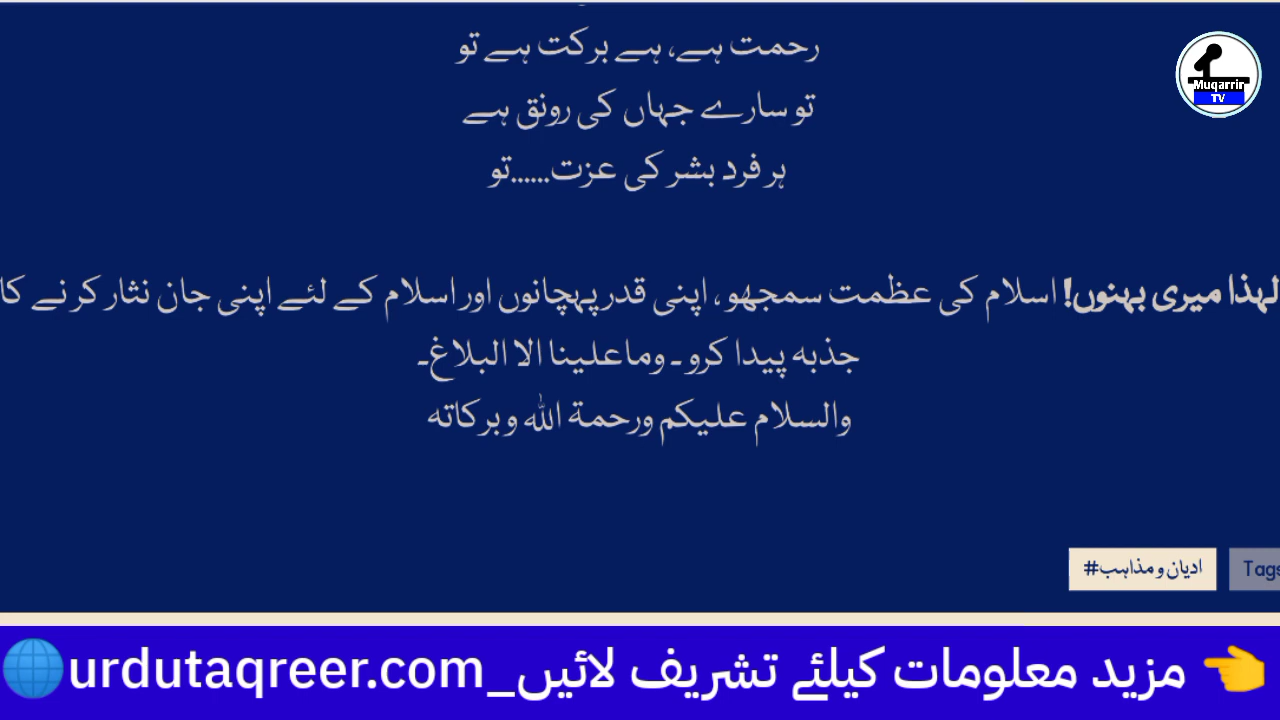 رحمت ہے، ہے برکت ہے تو
تو سارے جہاں کی رونق ہے
ہر فرد بشر کی عزت......تو
لہذا میری بہنوں! اسلام کی عظمت سمجھو، اپنی قدر پہچانوں اور اسلام کے لئے اپنی جان نثار کرنے کا
جذبہ پیدا کرو۔ وما علینا الا البلاغ۔
والسلام علیکم ورحمة اللہ وبرکاتہ
Muqarrir
TV
Tags
#ادیان و مذاہب
مزید معلومات کیلئے تشریف لائیں_urdutaqreer.com